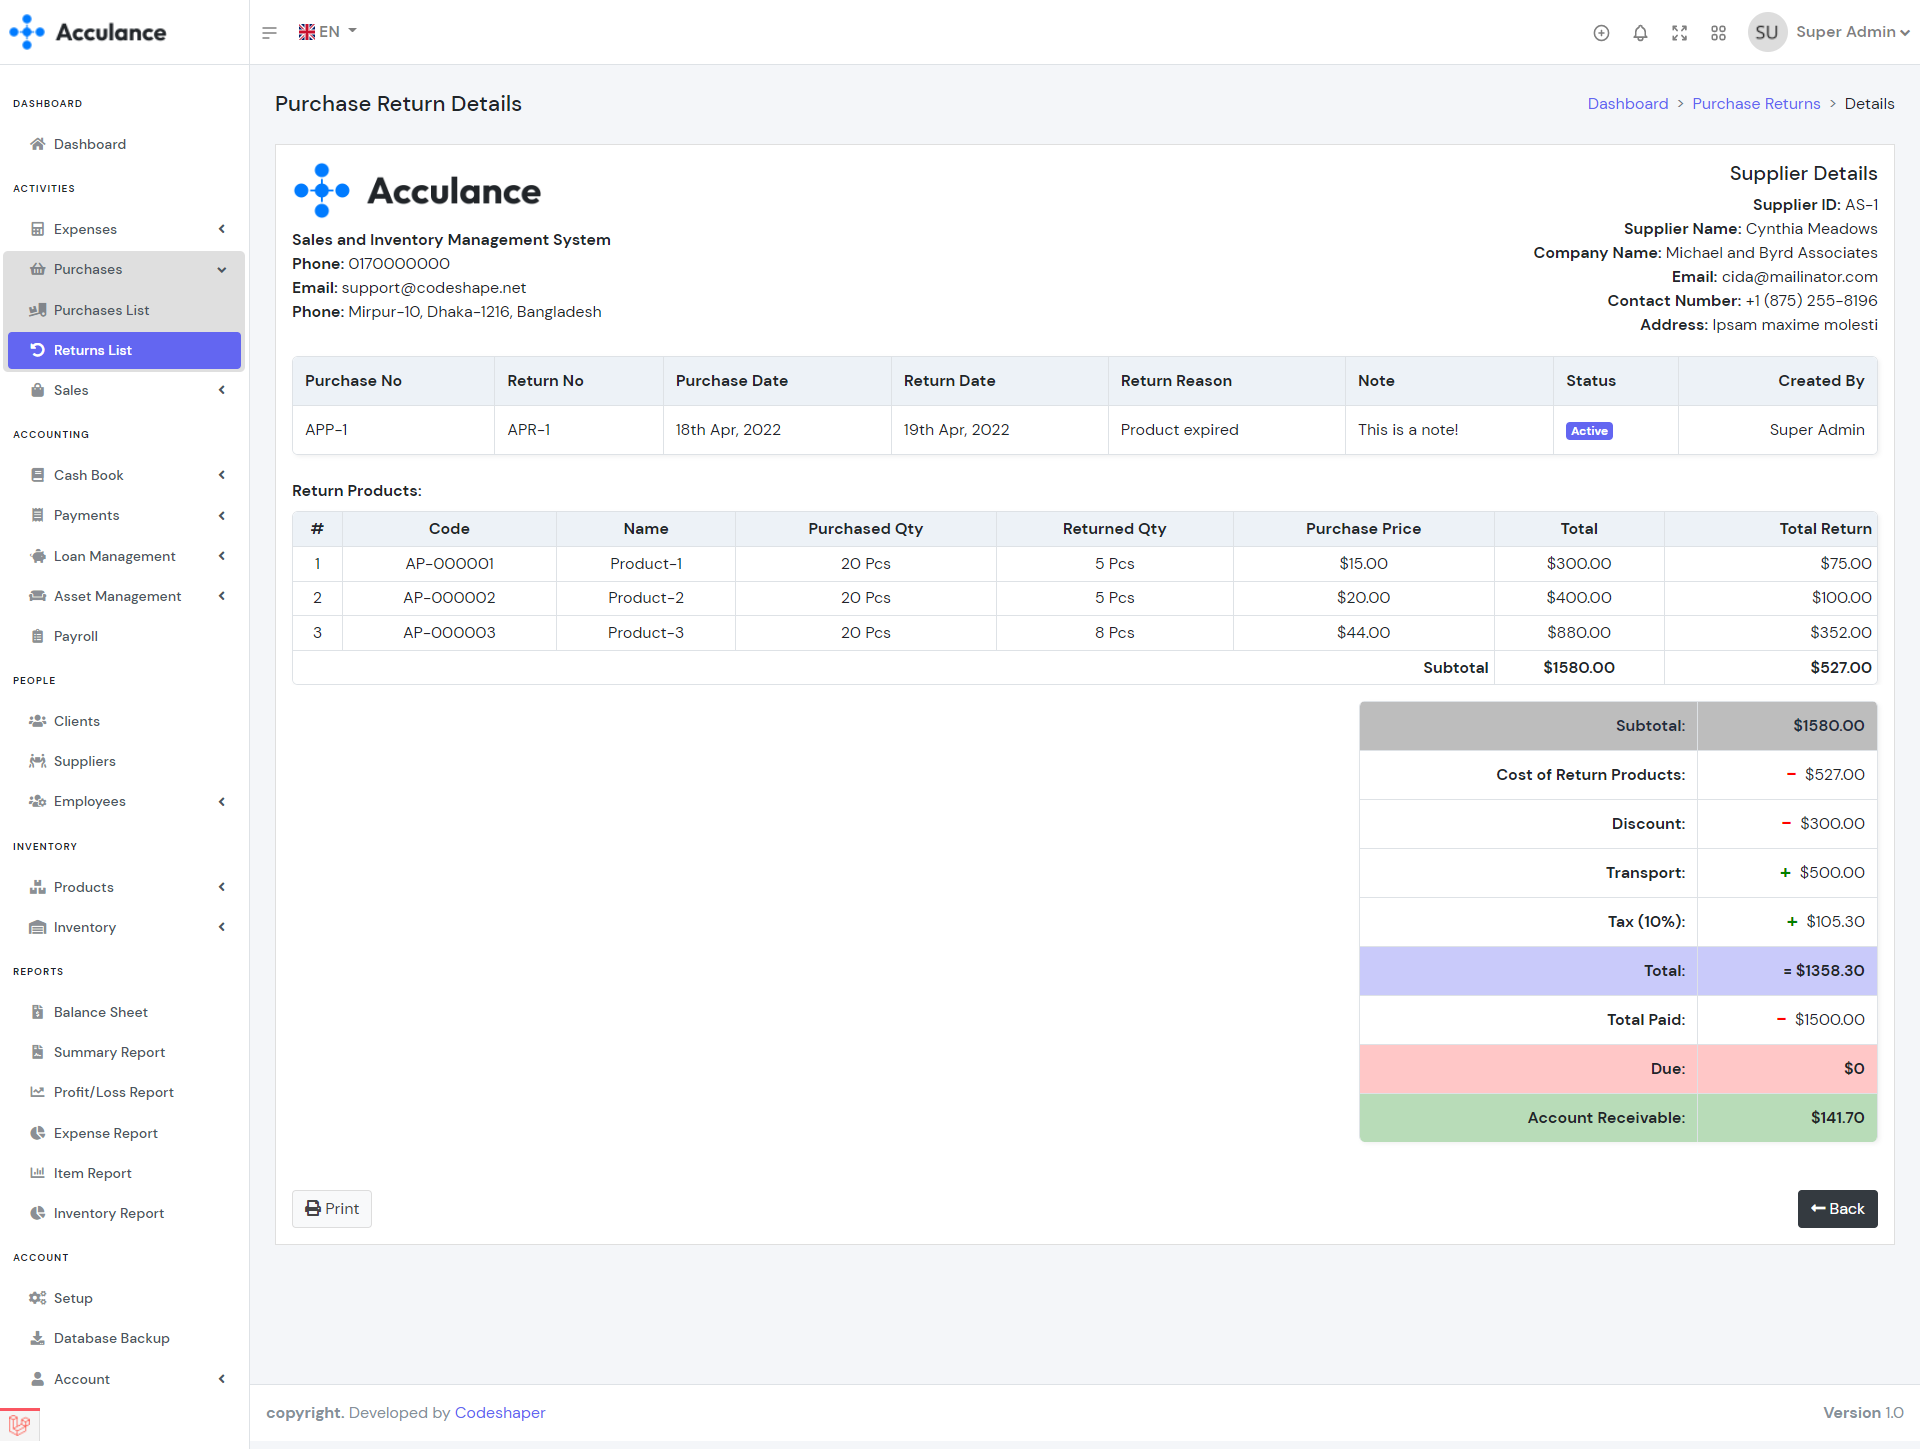 Acculance
EN
SU Super Admin
DASHBOARD
Dashboard
ACTIVITIES
Expenses
Purchases
Purchases List
Returns List
Sales
ACCOUNTING
Cash Book
Payments
Loan Management
Asset Management
Payroll
PEOPLE
Clients
Suppliers
Employees
INVENTORY
Products
Inventory
REPORTS
Balance Sheet
Summary Report
Profit/Loss Report
Expense Report
Item Report
Inventory Report
ACCOUNT
Setup
Database Backup
Account
Purchase Return Details
Dashboard > Purchase Returns > Details
Acculance
Sales and Inventory Management System
Phone: 0170000000
Email: support@codeshape.net
Phone: Mirpur-10, Dhaka-1216, Bangladesh
Supplier Details
Supplier ID: AS-1
Supplier Name: Cynthia Meadows
Company Name: Michael and Byrd Associates
Email: cida@mailinator.com
Contact Number: +1 (875) 255-8196
Address: Ipsam maxime molesti
Purchase No Return No Purchase Date Return Date Return Reason Note Status Created By
APP-1 APR-1 18th Apr, 2022 19th Apr, 2022 Product expired This is a note! Active Super Admin
Return Products:
# Code Name Purchased Qty Returned Qty Purchase Price Total Total Return
1 AP-000001 Product-1 20 Pcs 5 Pcs $15.00 $300.00 $75.00
2 AP-000002 Product-2 20 Pcs 5 Pcs $20.00 $400.00 $100.00
3 AP-000003 Product-3 20 Pcs 8 Pcs $44.00 $880.00 $352.00
Subtotal $1580.00 $527.00
Subtotal: $1580.00
Cost of Return Products: - $527.00
Discount: - $300.00
Transport: + $500.00
Tax (10%): + $105.30
Total: = $1358.30
Total Paid: - $1500.00
Due: $0
Account Receivable: $141.70
Print
Back
copyright. Developed by Codeshaper
Version 1.0